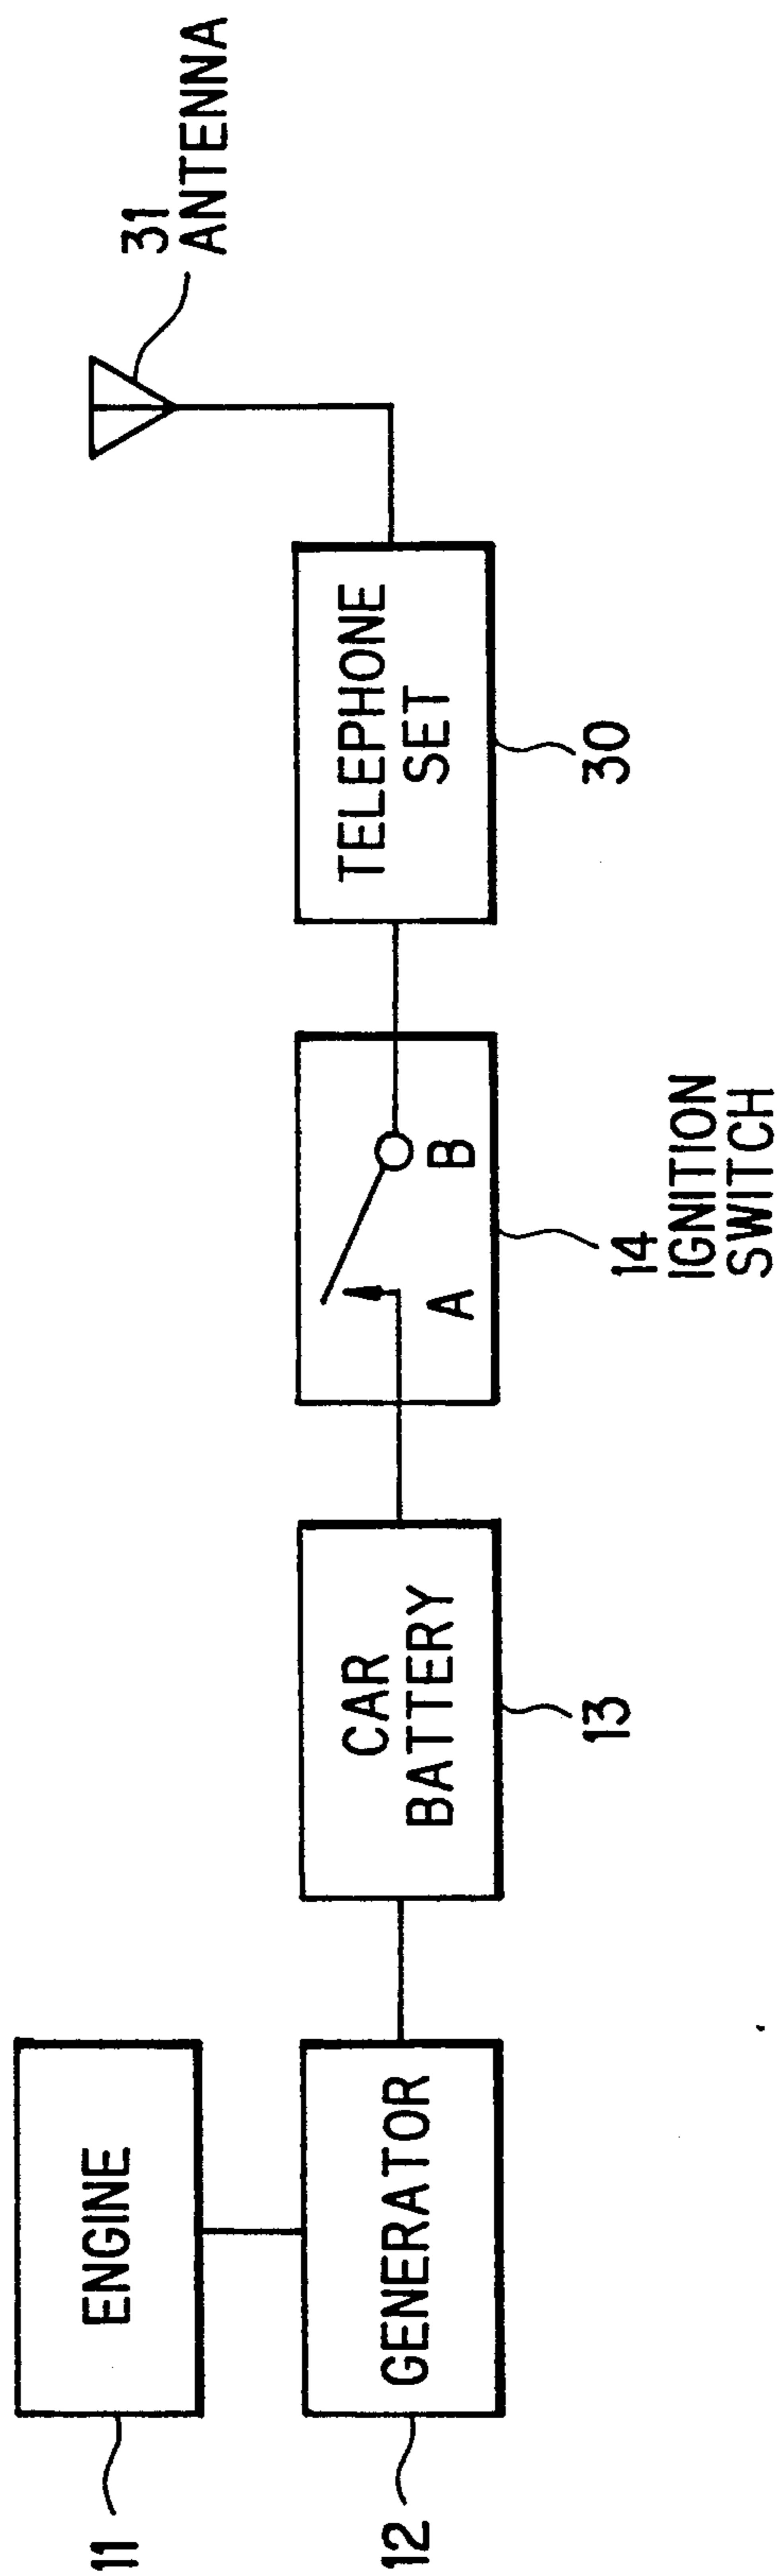 11
ENGINE
12
GENERATOR
CAR
BATTERY
13
A
B
14
IGNITION
SWITCH
TELEPHONE
SET
30
31
ANTENNA